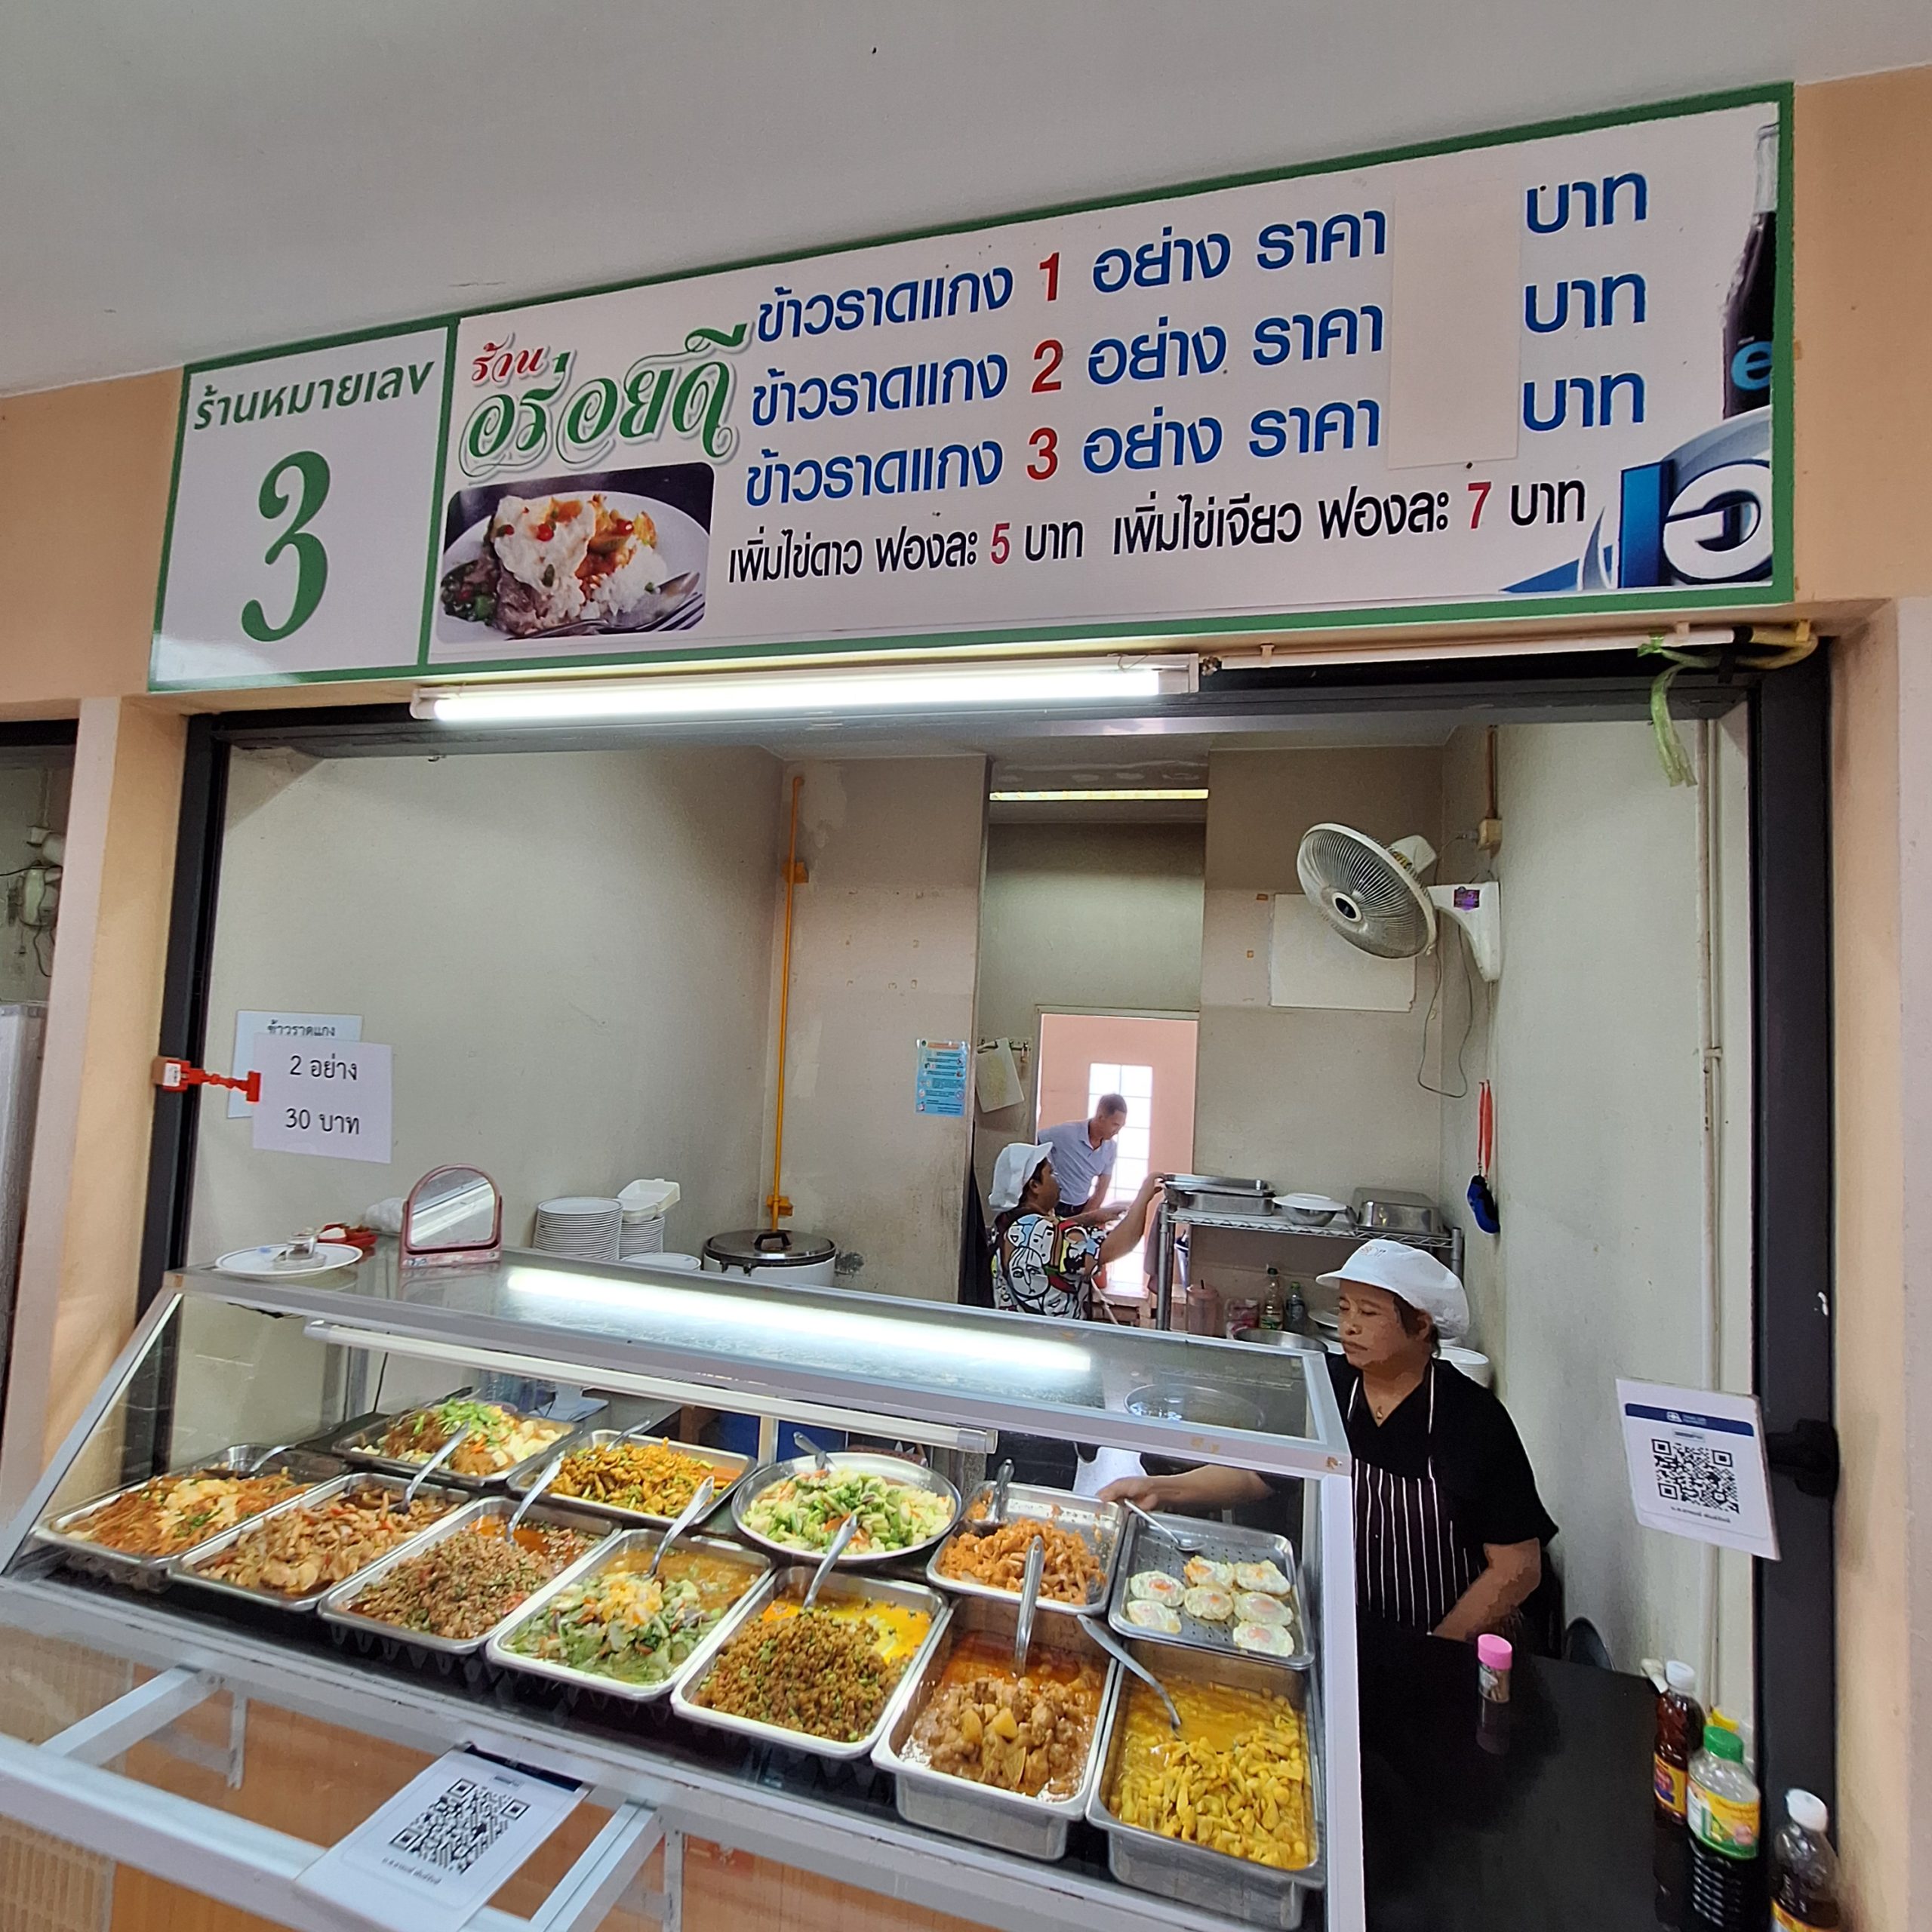 ร้านหมายเลข
3
ร้าน
อร่อยดี
ข้าวราดแกง 1 อย่าง ราคา บาท
ข้าวราดแกง 2 อย่าง ราคา บาท
ข้าวราดแกง 3 อย่าง ราคา บาท
เพิ่มไข่ดาว ฟองละ 5 บาท เพิ่มไข่เจียว ฟองละ 7 บาท
e
เอ
ข้าวราดแกง
2 อย่าง
30 บาท